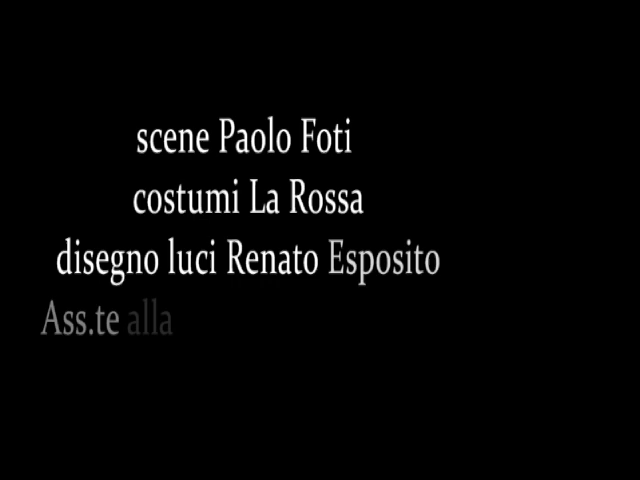 scene Paolo Foti
costumi La Rossa
disegno luci Renato Esposito
Ass.te alla